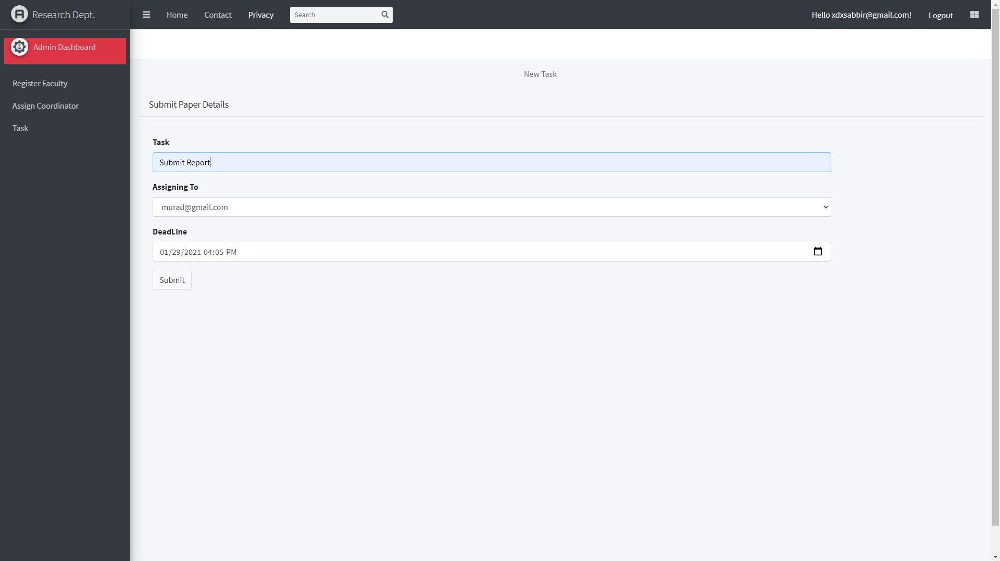 Research Dept.
Home Contact Privacy Search Hello xdxsabbir@gmail.com! Logout
Admin Dashboard
Register Faculty
Assign Coordinator
Task
New Task
Submit Paper Details
Task
Submit Report
Assigning To
murad@gmail.com
DeadLine
01/29/2021 04:05 PM
Submit